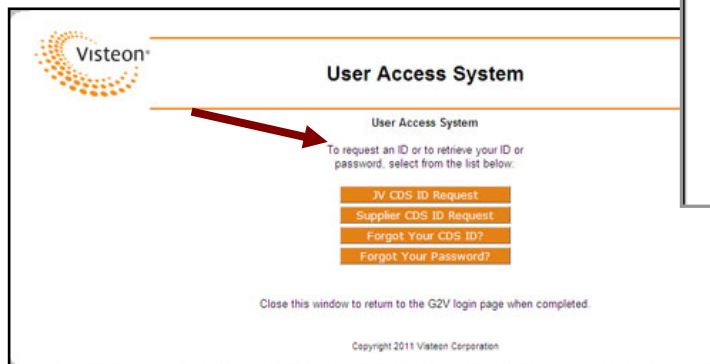 Visteon®
User Access System
User Access System
To request an ID or to retrieve your ID or
password, select from the list below:
JV CDS ID Request
Supplier CDS ID Request
Forgot Your CDS ID?
Forgot Your Password?
Close this window to return to the G2V login page when completed.
Copyright 2011 Visteon Corporation